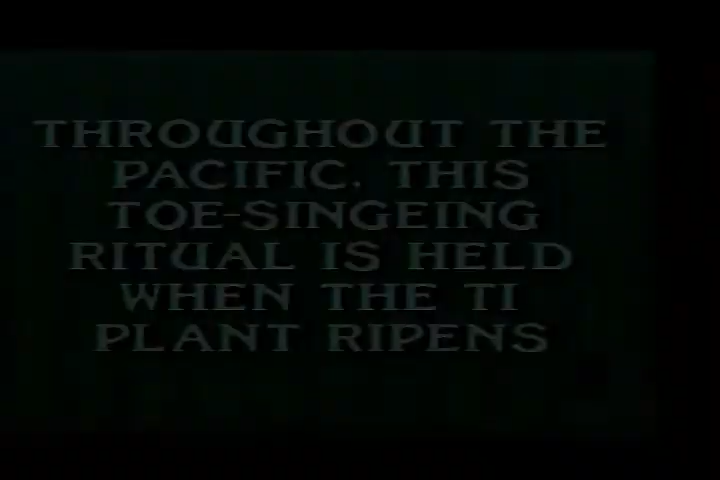 THROUGHOUT THE
PACIFIC, THIS
TOE-SINGEING
RITUAL IS HELD
WHEN THE TI
PLANT RIPENS